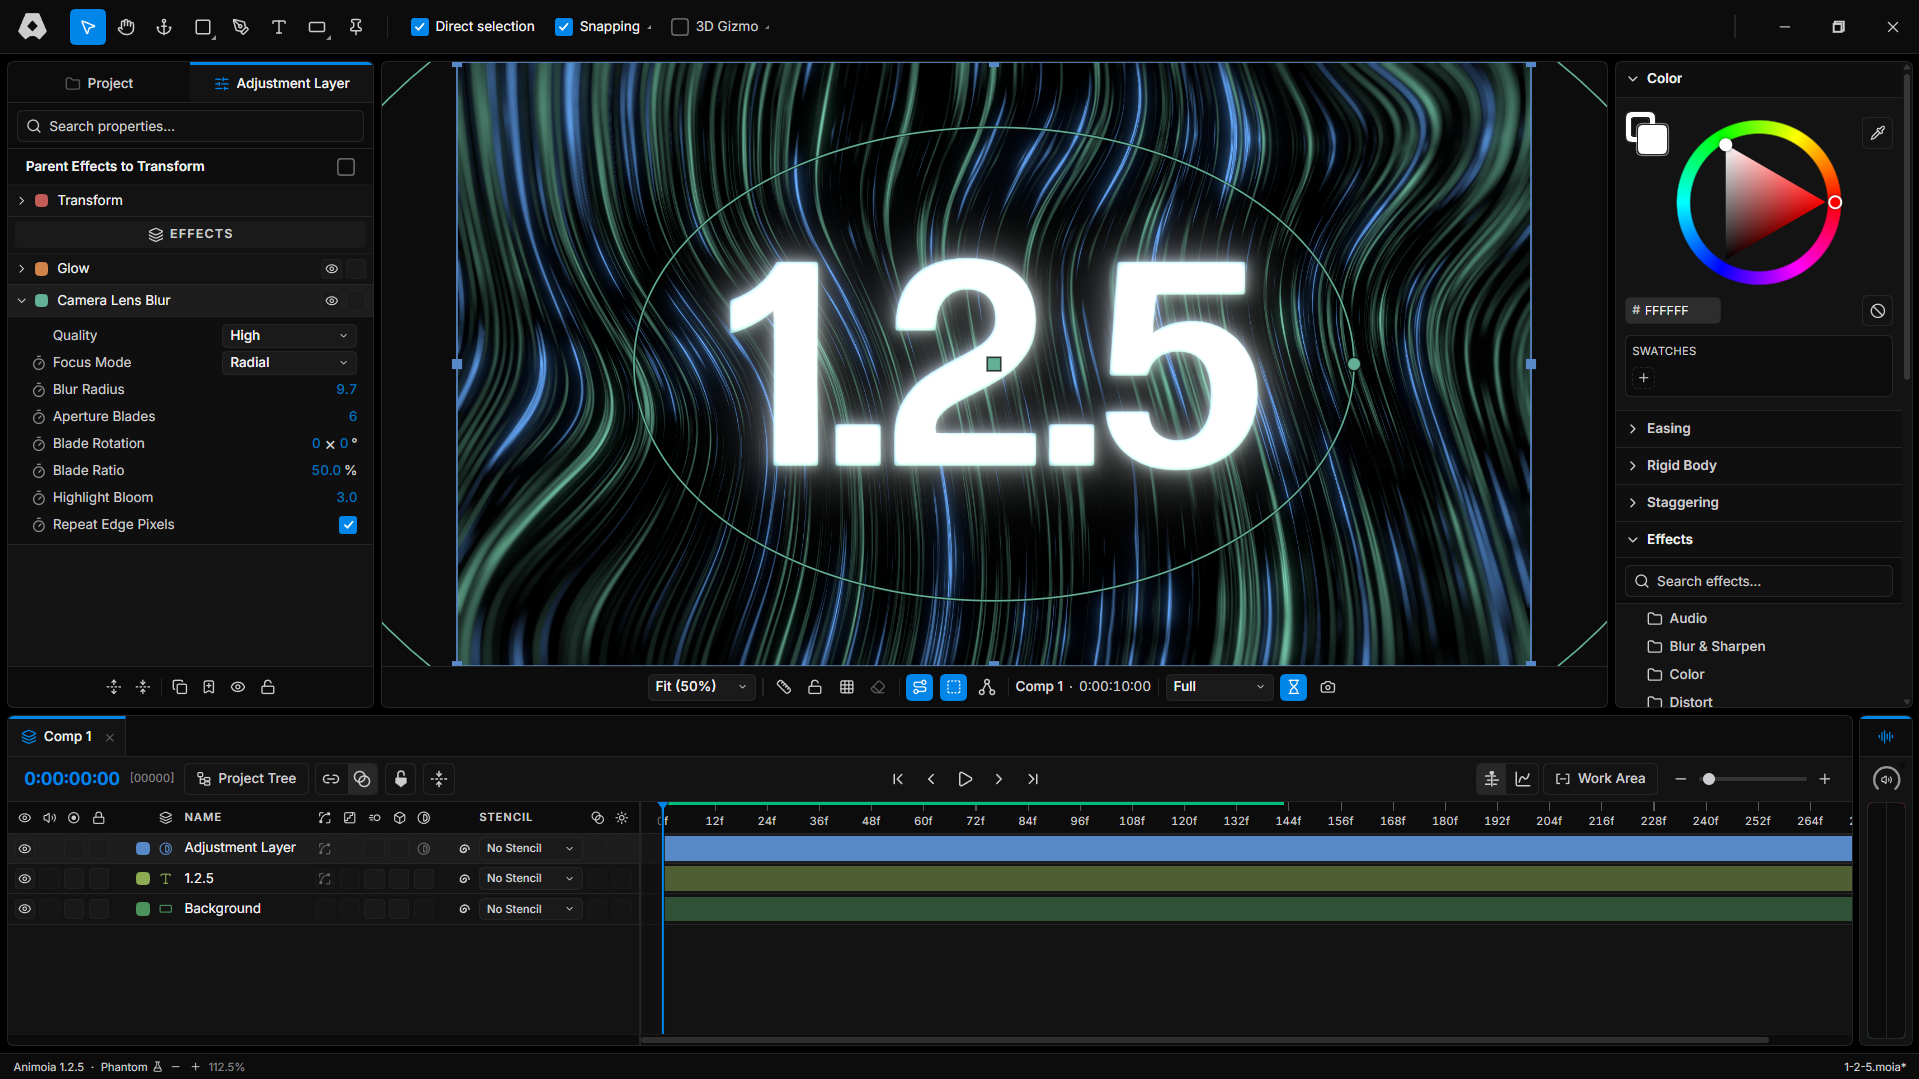 Direct selection
Snapping
3D Gizmo
Project
Adjustment Layer
Search properties...
Parent Effects to Transform
Transform
EFFECTS
Glow
Camera Lens Blur
Quality High
Focus Mode Radial
Blur Radius 9.7
Aperture Blades 6
Blade Rotation 0 × 0 °
Blade Ratio 50.0 %
Highlight Bloom 3.0
Repeat Edge Pixels
1.2.5
Fit (50%)
Comp 1 · 0:00:10:00
Full
Color
# FFFFFF
SWATCHES
Easing
Rigid Body
Staggering
Effects
Search effects...
Audio
Blur & Sharpen
Color
Distort
Comp 1
0:00:00:00 [00000] Project Tree
Work Area
NAME STENCIL
12f 24f 36f 48f 60f 72f 84f 96f 108f 120f 132f 144f 156f 168f 180f 192f 204f 216f 228f 240f 252f 264f
Adjustment Layer No Stencil
1.2.5 No Stencil
Background No Stencil
Animoia 1.2.5 · Phantom 112.5%
1-2-5.moia*